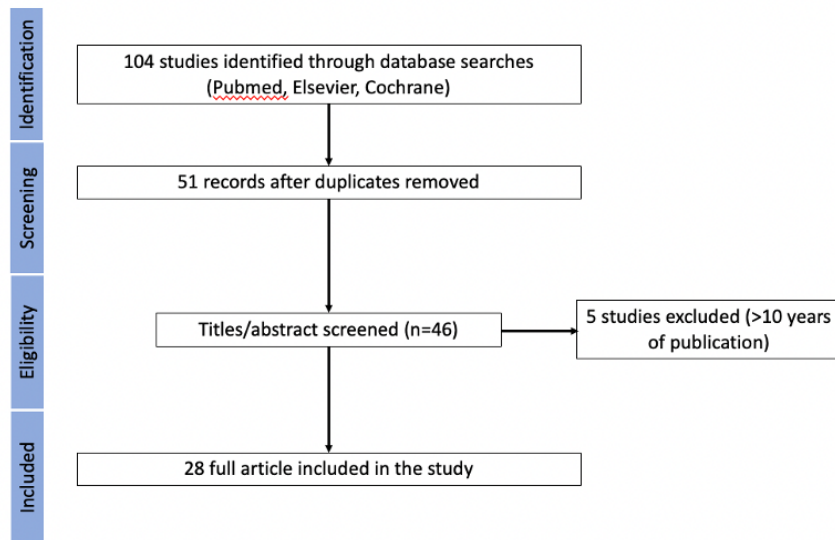 Identification
104 studies identified through database searches
(Pubmed, Elsevier, Cochrane)
Screening
51 records after duplicates removed
Eligibility
Titles/abstract screened (n=46)
5 studies excluded (>10 years
of publication)
Included
28 full article included in the study